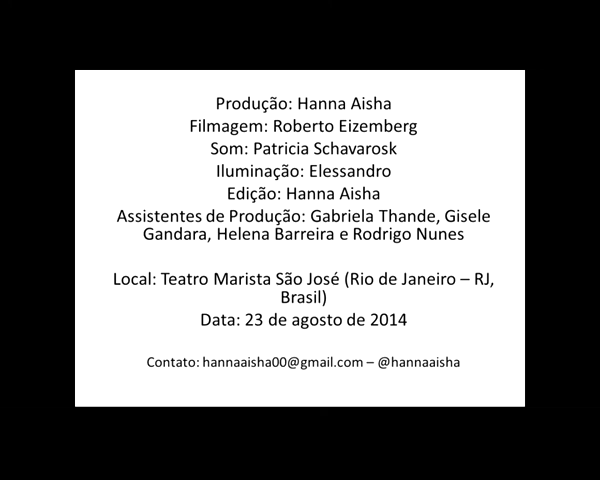 Produção: Hanna Aisha
Filmagem: Roberto Eizemberg
Som: Patricia Schavarosk
Iluminação: Elessandro
Edição: Hanna Aisha
Assistentes de Produção: Gabriela Thande, Gisele
Gandara, Helena Barreira e Rodrigo Nunes
Local: Teatro Marista São José (Rio de Janeiro – RJ,
Brasil)
Data: 23 de agosto de 2014
Contato: hannaaisha00@gmail.com – @hannaaisha